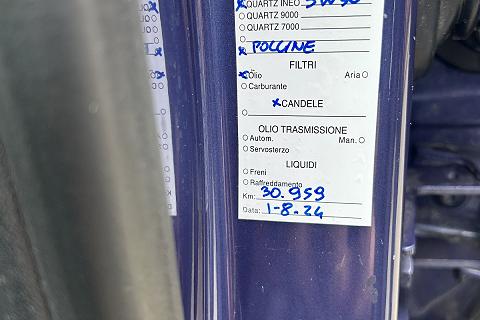 QUARTZ INEO 5W30
QUARTZ 9000
QUARTZ 7000
POLLINE
FILTRI
Olio Aria
Carburante
CANDELE
OLIO TRASMISSIONE
Autom. Man.
Servosterzo
LIQUIDI
Freni
Raffreddamento
Km: 30.959
Data: 1-8.24